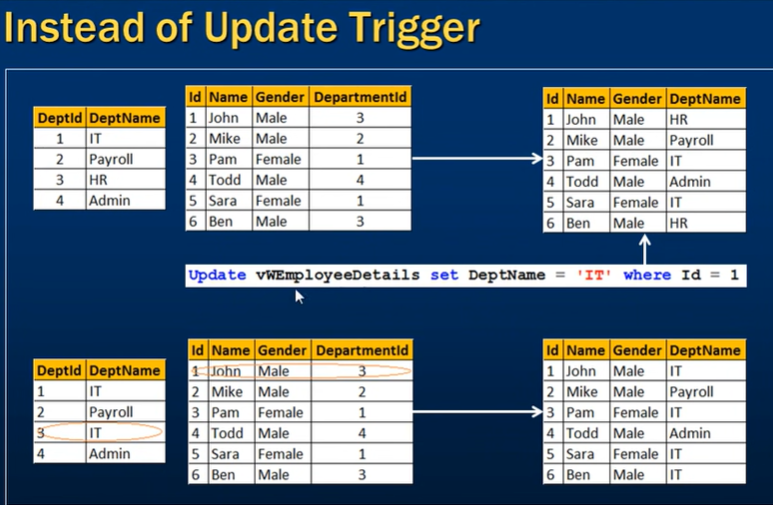 Instead of Update Trigger
DeptId DeptName
1 IT
2 Payroll
3 HR
4 Admin
Id Name Gender DepartmentId
1 John Male 3
2 Mike Male 2
3 Pam Female 1
4 Todd Male 4
5 Sara Female 1
6 Ben Male 3
Id Name Gender DeptName
1 John Male HR
2 Mike Male Payroll
3 Pam Female IT
4 Todd Male Admin
5 Sara Female IT
6 Ben Male HR
Update vWEmployeeDetails set DeptName = 'IT' where Id = 1
DeptId DeptName
1 IT
2 Payroll
3 IT
4 Admin
Id Name Gender DepartmentId
1 John Male 3
2 Mike Male 2
3 Pam Female 1
4 Todd Male 4
5 Sara Female 1
6 Ben Male 3
Id Name Gender DeptName
1 John Male IT
2 Mike Male Payroll
3 Pam Female IT
4 Todd Male Admin
5 Sara Female IT
6 Ben Male IT